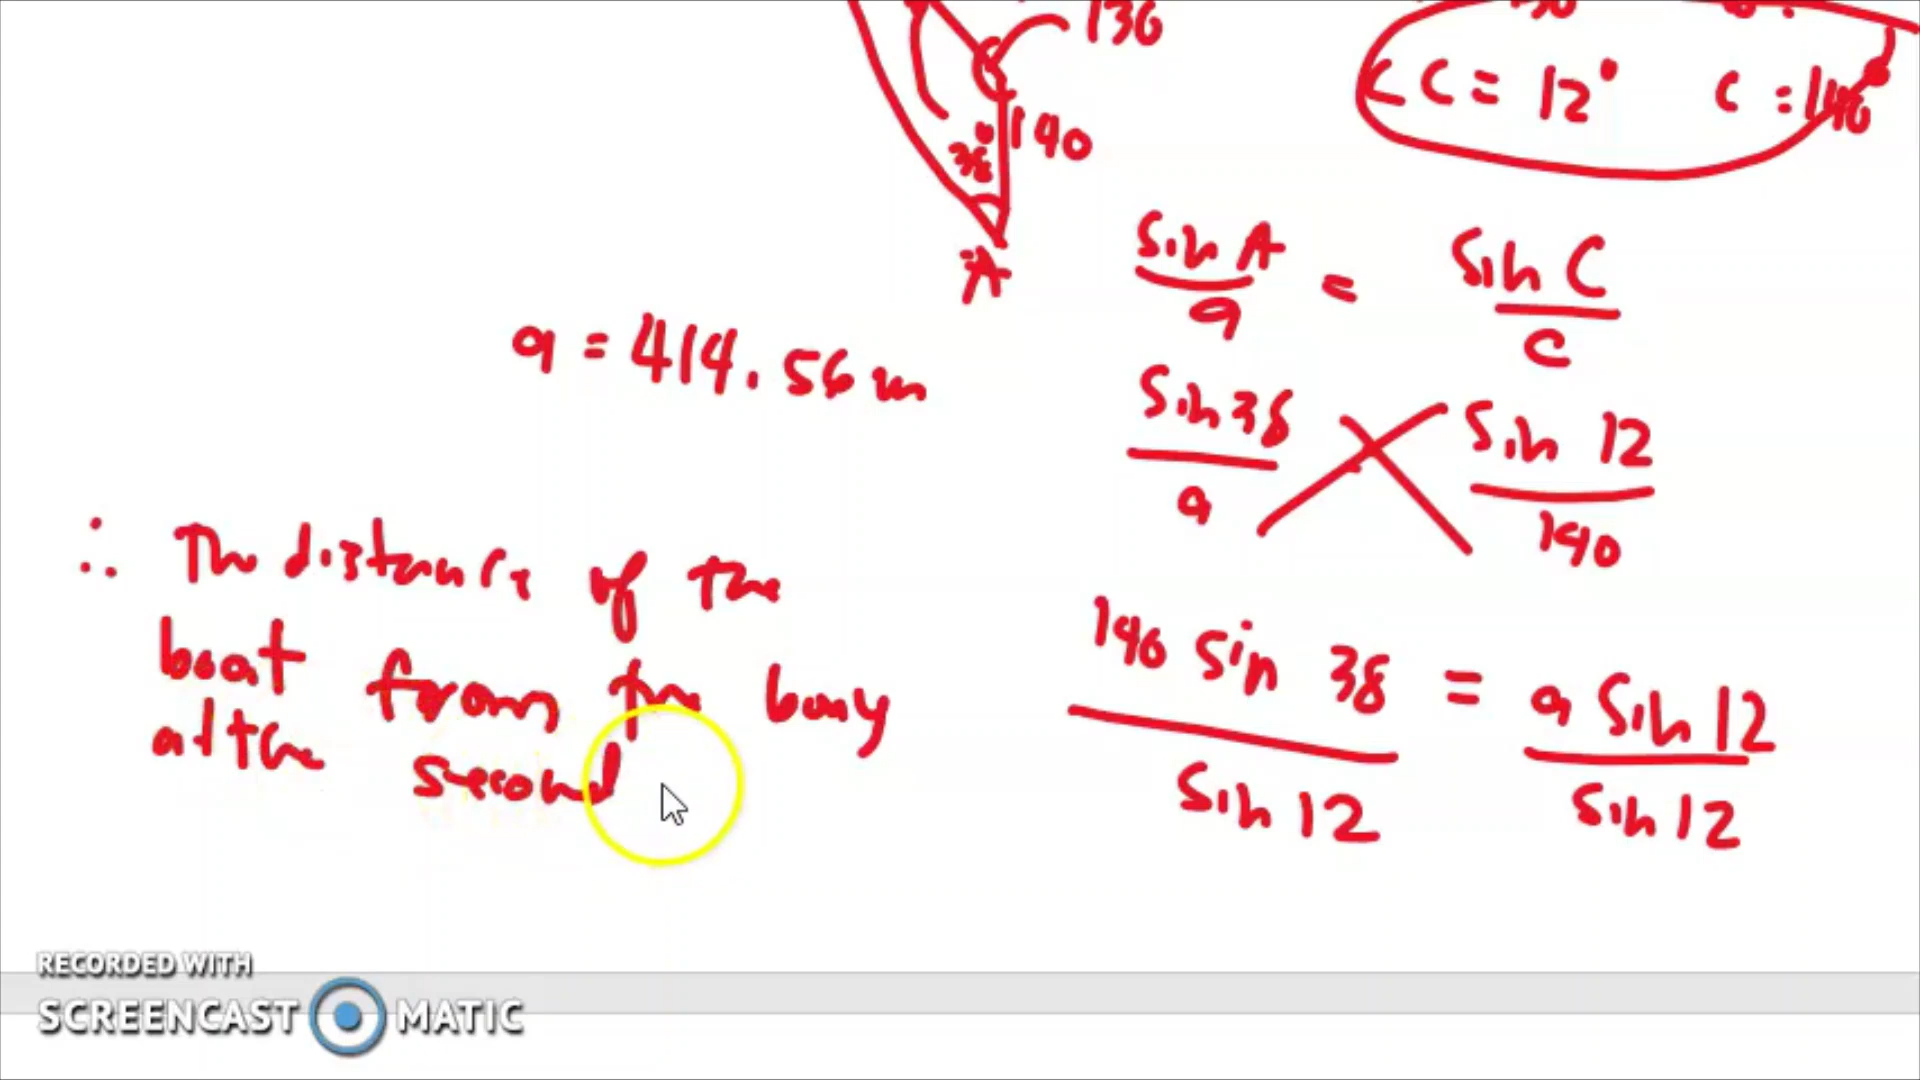 130
<C = 12° c = 140
38°
140
A
sin A = sin C
a c
a = 414.56 m
sin 38 sin 12
a 140
∴ The distance of the
boat from the buoy
at the second
140 sin 38 = a sin 12
sin 12 sin 12
RECORDED WITH
SCREENCAST MATIC